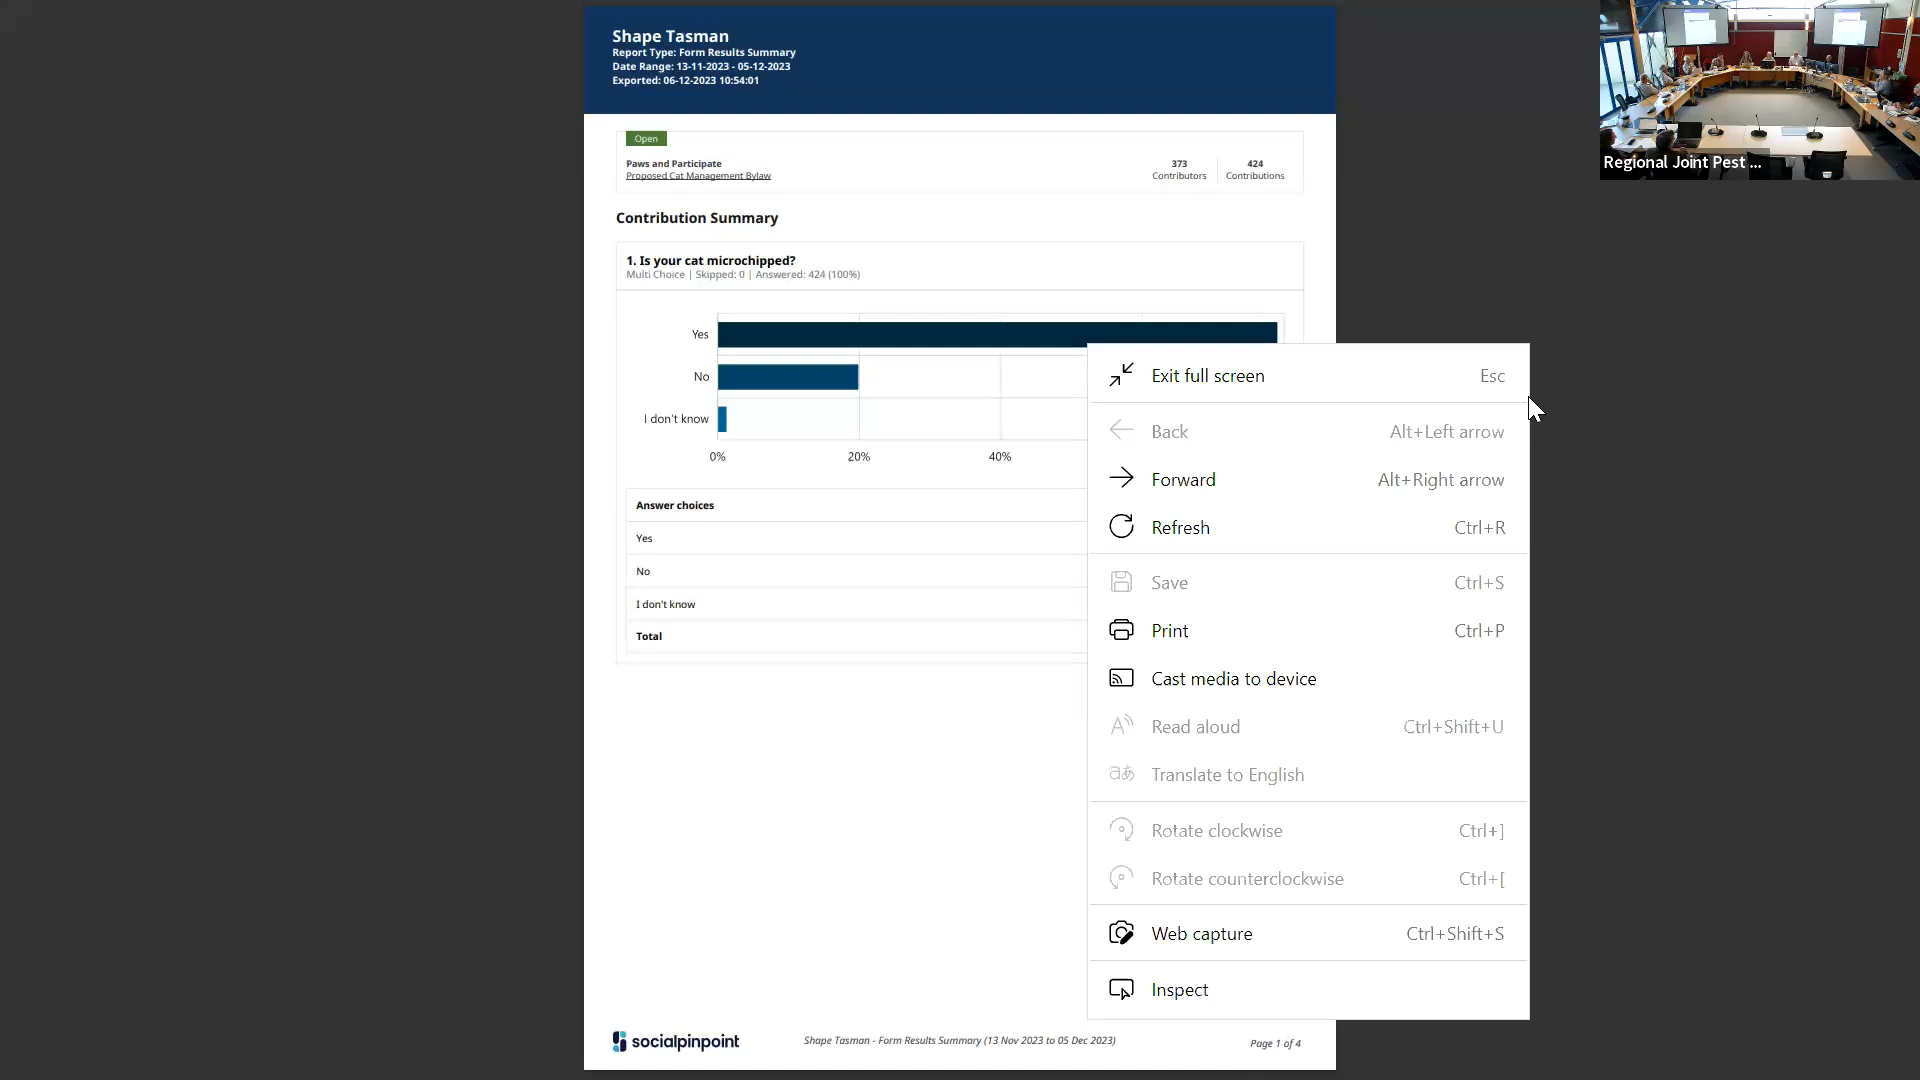 Shape Tasman
Report Type: Form Results Summary
Date Range: 13-11-2023 - 05-12-2023
Exported: 06-12-2023 10:54:01
Open
Paws and Participate
Proposed Cat Management Bylaw
373
Contributors
424
Contributions
Contribution Summary
1. Is your cat microchipped?
Multi Choice | Skipped: 0 | Answered: 424 (100%)
Yes
No
I don't know
0%
20%
40%
Answer choices
Yes
No
I don't know
Total
Exit full screen Esc
Back Alt+Left arrow
Forward Alt+Right arrow
Refresh Ctrl+R
Save Ctrl+S
Print Ctrl+P
Cast media to device
Read aloud Ctrl+Shift+U
Translate to English
Rotate clockwise Ctrl+]
Rotate counterclockwise Ctrl+[
Web capture Ctrl+Shift+S
Inspect
socialpinpoint
Shape Tasman - Form Results Summary (13 Nov 2023 to 05 Dec 2023)
Page 1 of 4
Regional Joint Pest ...